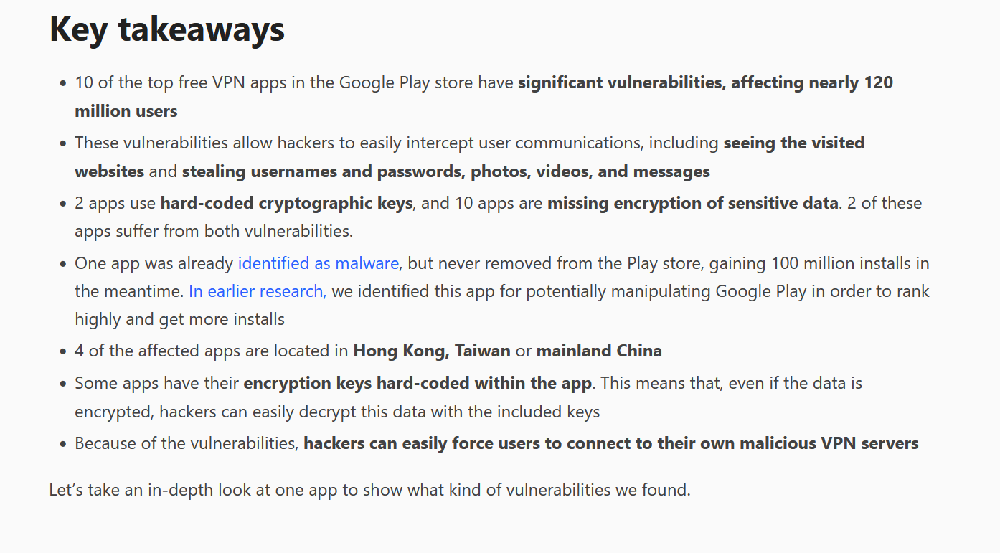 Key takeaways
• 10 of the top free VPN apps in the Google Play store have significant vulnerabilities, affecting nearly 120
million users
• These vulnerabilities allow hackers to easily intercept user communications, including seeing the visited
websites and stealing usernames and passwords, photos, videos, and messages
• 2 apps use hard-coded cryptographic keys, and 10 apps are missing encryption of sensitive data. 2 of these
apps suffer from both vulnerabilities.
• One app was already identified as malware, but never removed from the Play store, gaining 100 million installs in
the meantime. In earlier research, we identified this app for potentially manipulating Google Play in order to rank
highly and get more installs
• 4 of the affected apps are located in Hong Kong, Taiwan or mainland China
• Some apps have their encryption keys hard-coded within the app. This means that, even if the data is
encrypted, hackers can easily decrypt this data with the included keys
• Because of the vulnerabilities, hackers can easily force users to connect to their own malicious VPN servers
Let’s take an in-depth look at one app to show what kind of vulnerabilities we found.